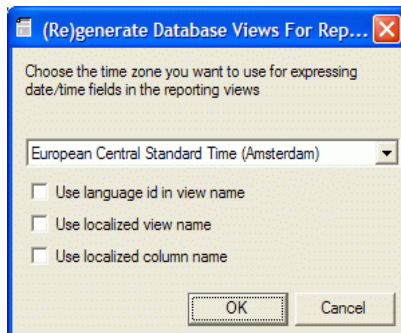 (Re)generate Database Views For Rep...
Choose the time zone you want to use for expressing
date/time fields in the reporting views
European Central Standard Time (Amsterdam)
Use language id in view name
Use localized view name
Use localized column name
OK Cancel